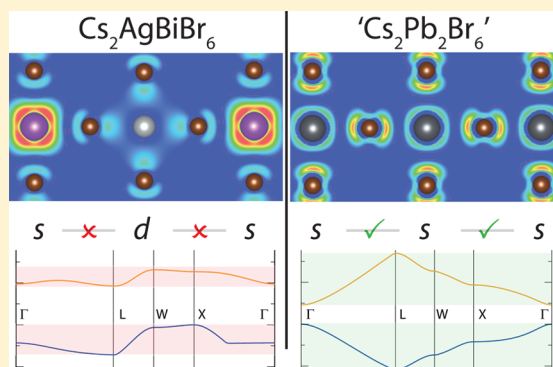 Cs₂AgBiBr₆
'Cs₂Pb₂Br₆'
s ✗ d ✗ s
s ✓ s ✓ s
Γ L W X Γ
Γ L W X Γ